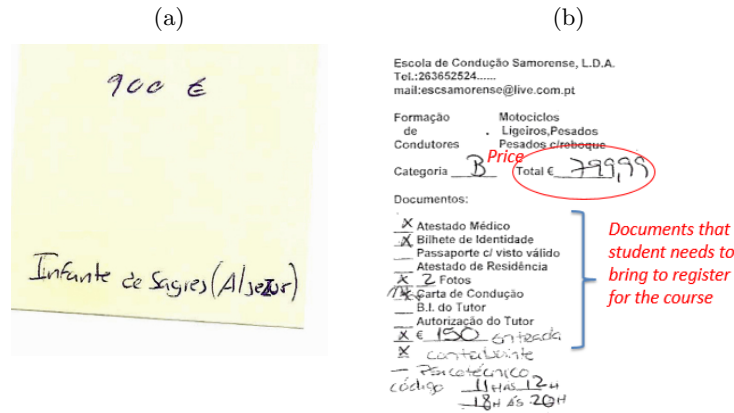 (a)
900 €
Infante de Sagres (Aljezur)
(b)
Escola de Condução Samorense, L.D.A.
Tel.:263652524......
mail:escsamorense@live.com.pt
Formação Motociclos
de . Ligeiros,Pesados
Condutores Pesados c/reboque
Price
Categoria B Total € 799,99
Documentos:
X Atestado Médico
X Bilhete de Identidade
Passaporte c/ visto válido
Atestado de Residência
X 2 Fotos
X Carta de Condução
B.I. do Tutor
Autorização do Tutor
X € 150 entrada
X contribuinte
Psicotécnico
código 11 H ÀS 12 H
18 H ÀS 20 H
Documents that
student needs to
bring to register
for the course